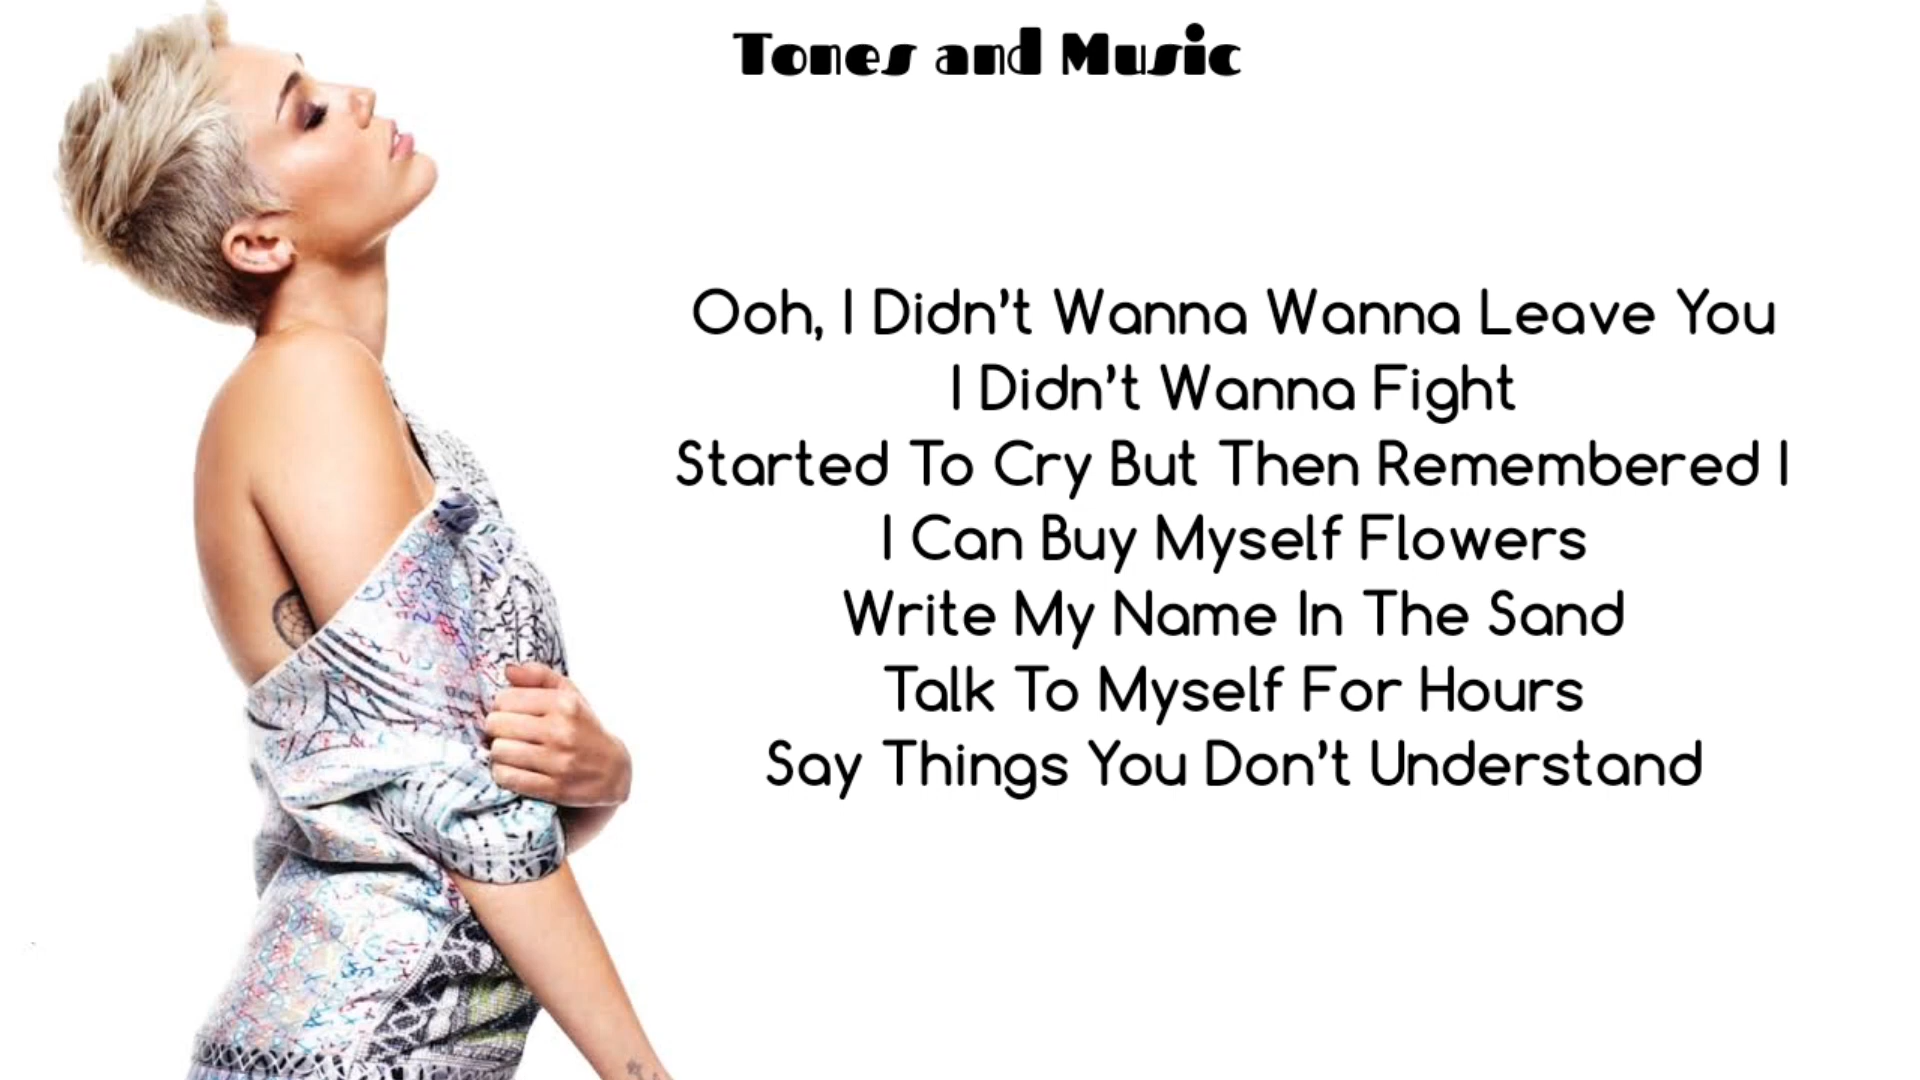 Tones and Music
Ooh, I Didn't Wanna Wanna Leave You
I Didn't Wanna Fight
Started To Cry But Then Remembered I
I Can Buy Myself Flowers
Write My Name In The Sand
Talk To Myself For Hours
Say Things You Don't Understand